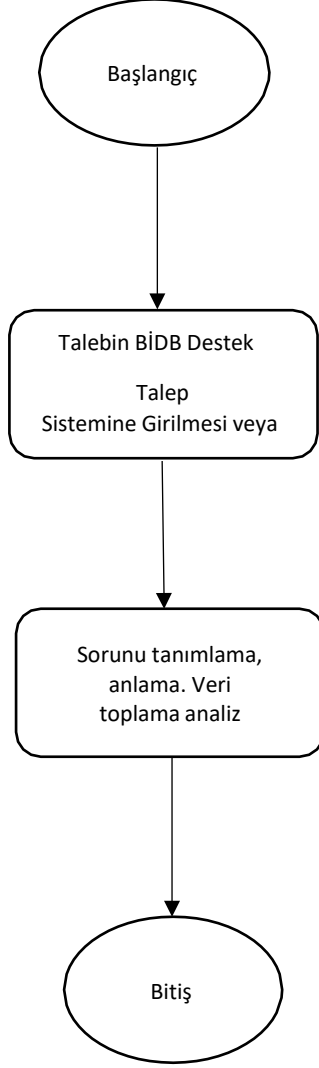 Başlangıç
Talebin BİDB Destek
Talep
Sistemine Girilmesi veya
Sorunu tanımlama,
anlama. Veri
toplama analiz
Bitiş